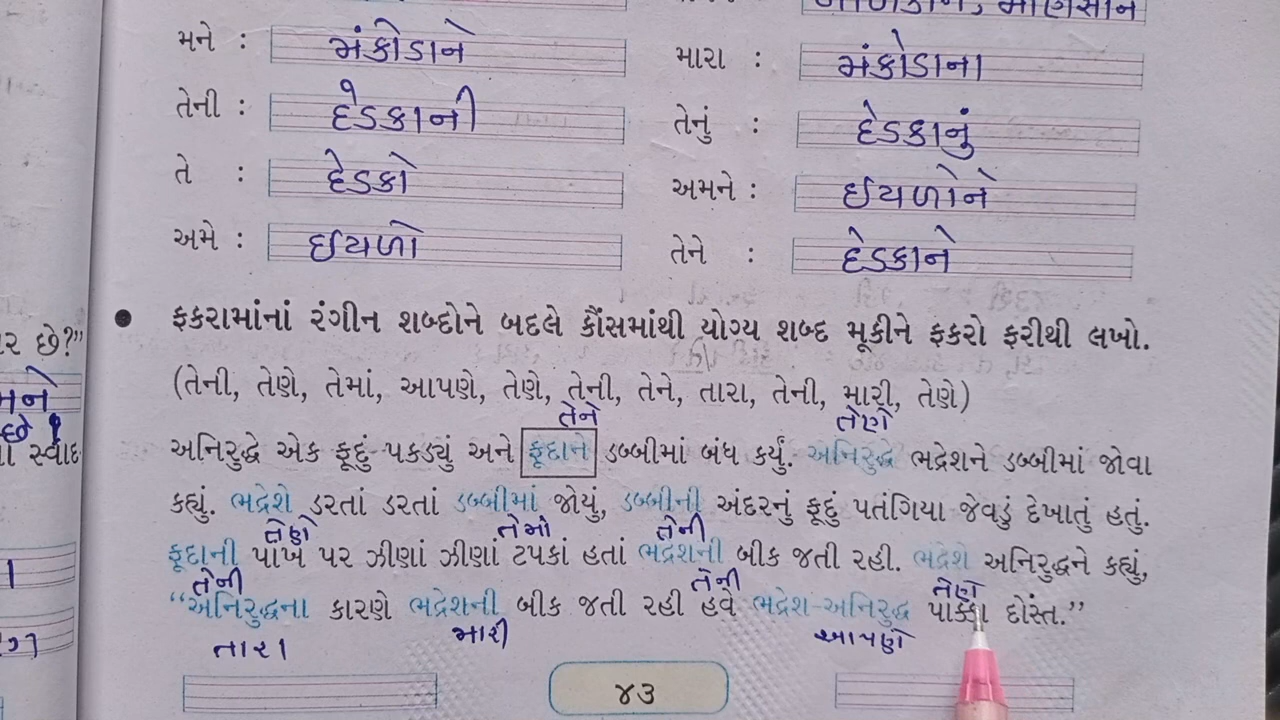 મને : મંકોડાને મારા : મંકોડાના
તેની : દેડકાની તેનું : દેડકાનું
તે : દેડકો અમને : ઈયળોને
અમે : ઈયળો તેને : દેડકાને
● ફકરામાંનાં રંગીન શબ્દોને બદલે કૌંસમાંથી યોગ્ય શબ્દ મૂકીને ફકરો ફરીથી લખો.
(તેની, તેણે, તેમાં, આપણે, તેણે, તેની, તેને, તારા, તેની, મારી, તેણે)
તેને તેણે
અનિરુદ્ધે એક ફૂદું પકડ્યું અને ફૂદાને ડબ્બીમાં બંધ કર્યું. અનિરુદ્ધે ભદ્રેશને ડબ્બીમાં જોવા
કહ્યું. ભદ્રેશે ડરતાં ડરતાં ડબ્બીમાં જોયું, ડબ્બીની અંદરનું ફૂદું પતંગિયા જેવડું દેખાતું હતું.
તેણે તેમાં તેની
ફૂદાની પાંખ પર ઝીણાં ઝીણાં ટપકાં હતાં ભદ્રેશની બીક જતી રહી. ભદ્રેશે અનિરુદ્ધને કહ્યું,
તેની તેની તેણે
“અનિરુદ્ધના કારણે ભદ્રેશની બીક જતી રહી હવે ભદ્રેશ-અનિરુદ્ધ પાક્કા દોસ્ત.”
તારા મારી આપણે
૪૩